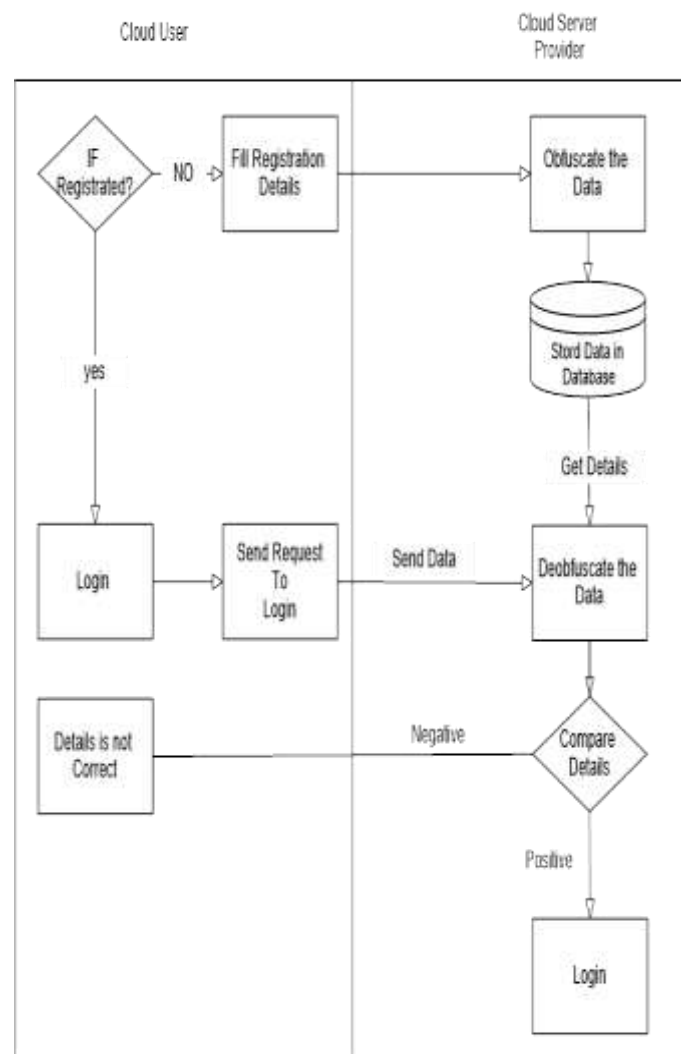 Cloud User
Cloud Server
Provider
IF
Registrated?
NO
Fill Registration
Details
Obfuscate the
Data
Stord Data in
Database
yes
Get Details
Login
Send Request
To
Login
Send Data
Deobfuscate the
Data
Details is not
Correct
Negative
Compare
Details
Positive
Login